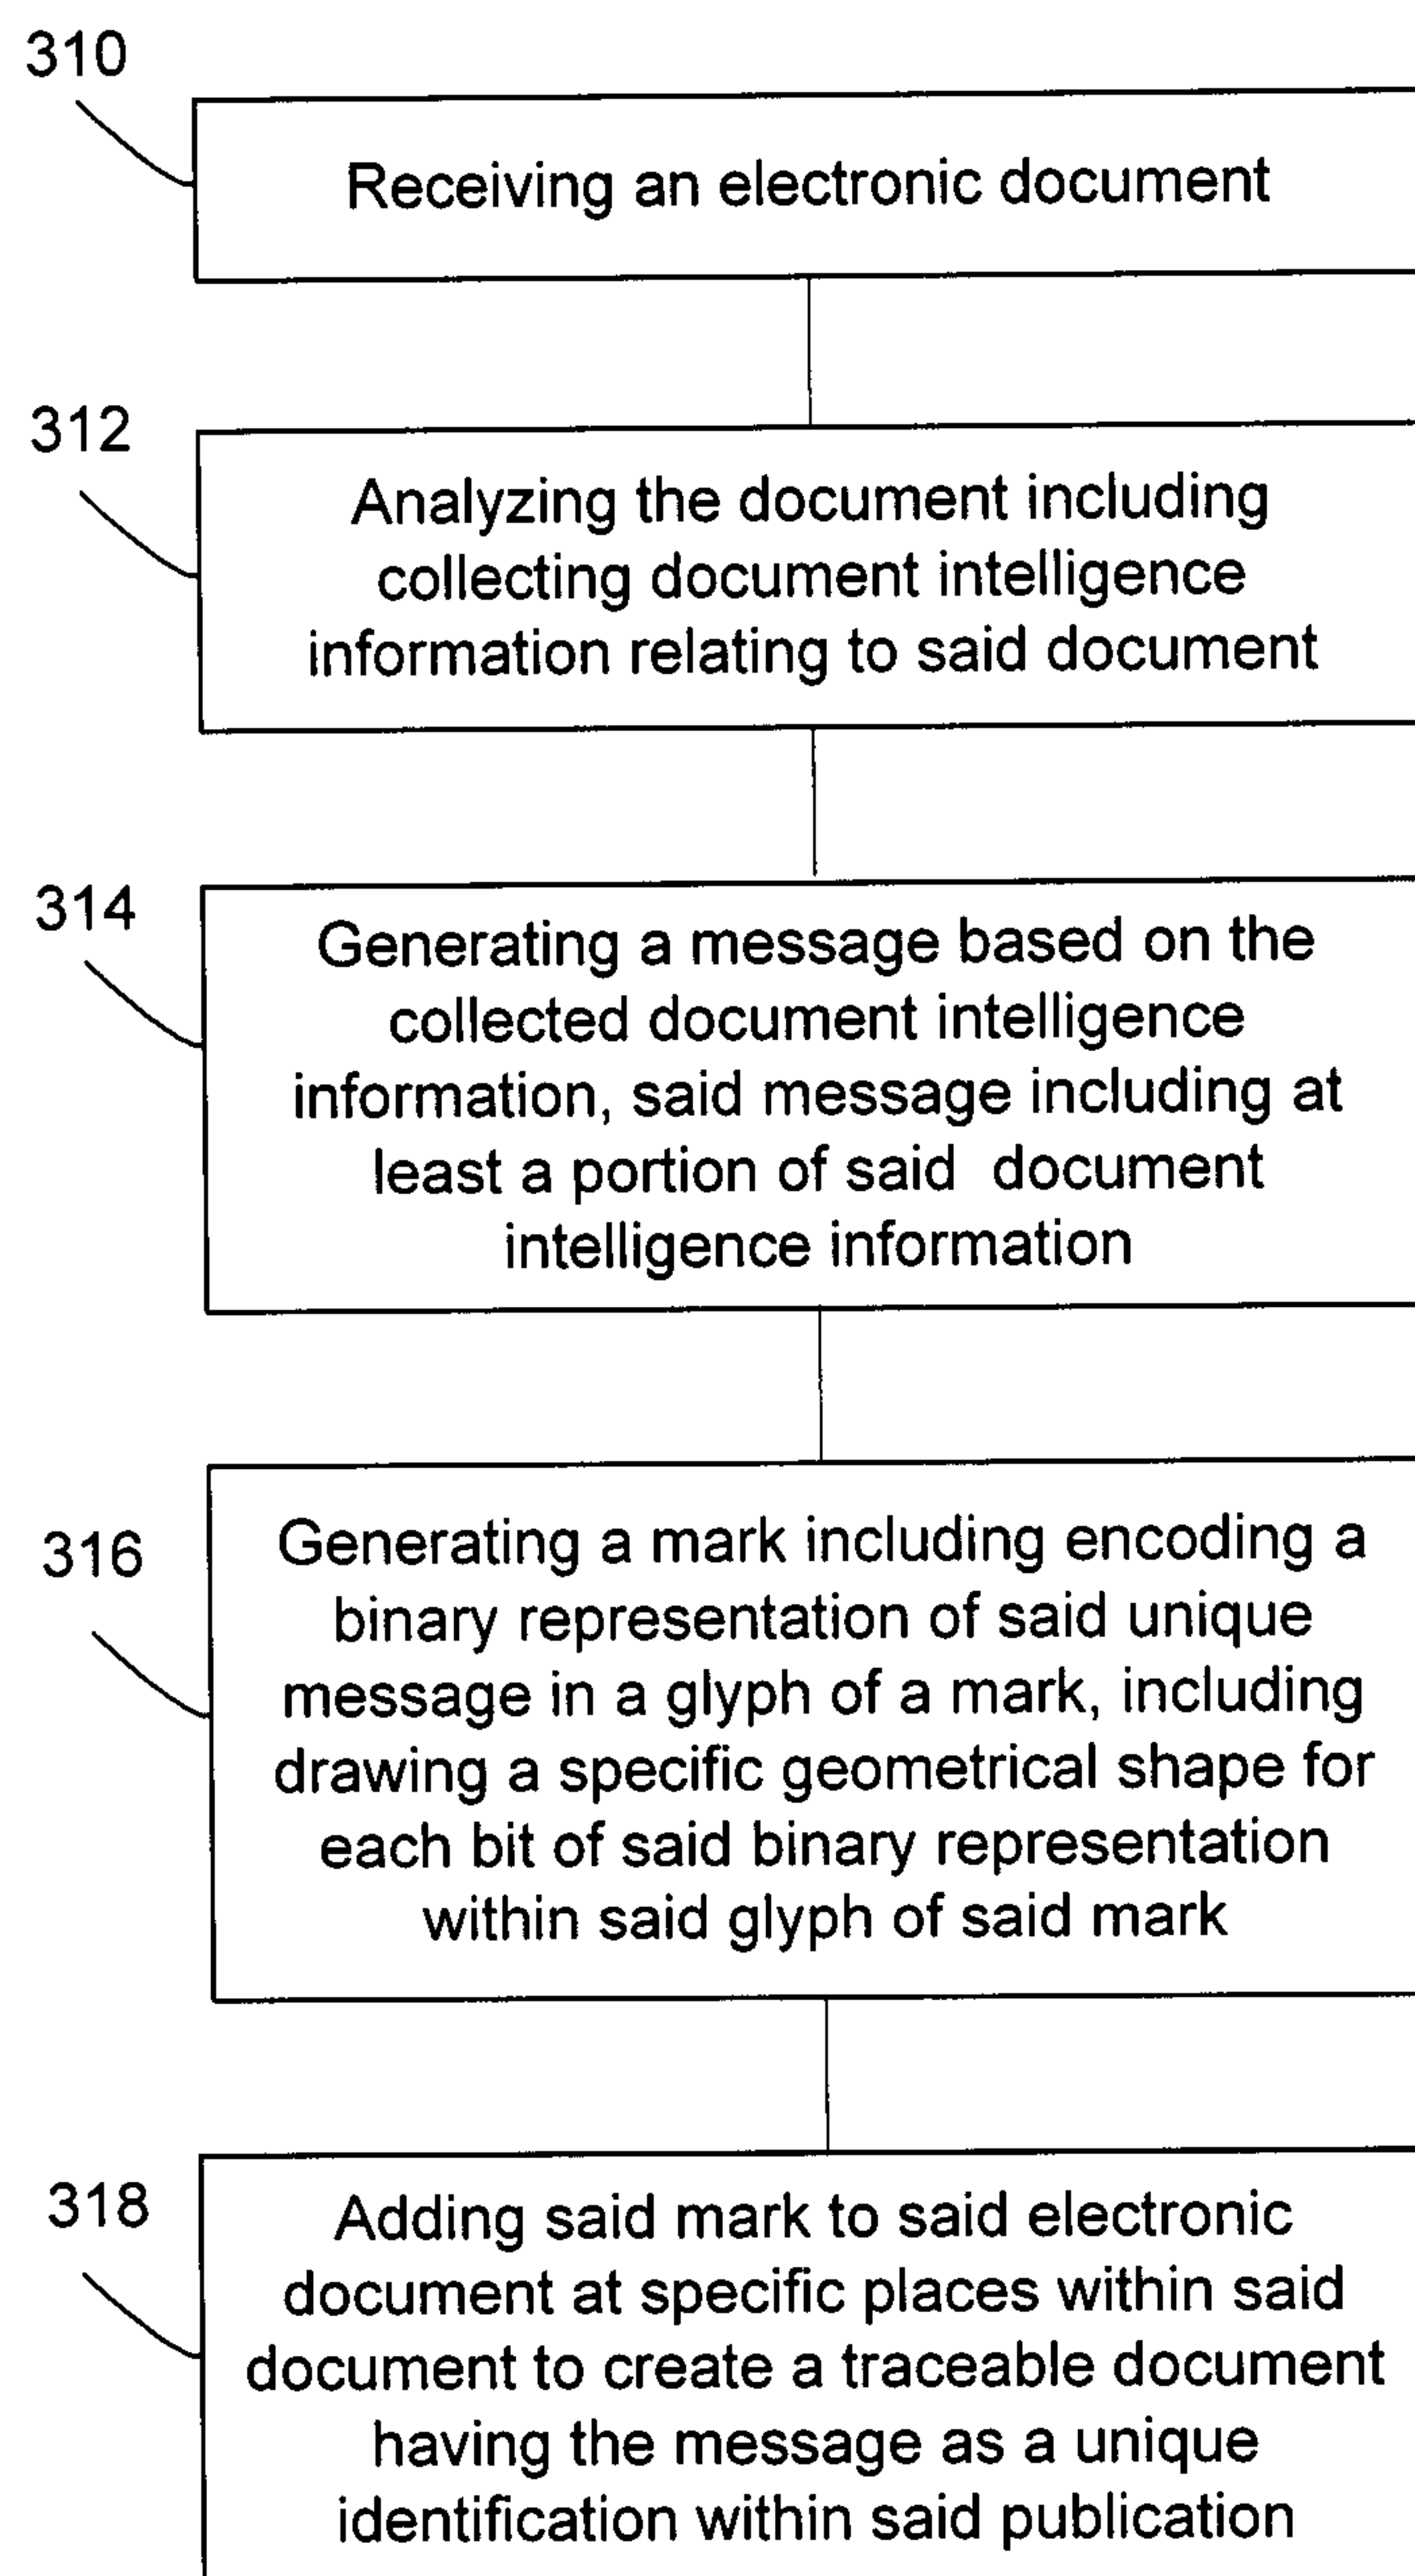 310
Receiving an electronic document
312
Analyzing the document including
collecting document intelligence
information relating to said document
314
Generating a message based on the
collected document intelligence
information, said message including at
least a portion of said  document
intelligence information
316
Generating a mark including encoding a
binary representation of said unique
message in a glyph of a mark, including
drawing a specific geometrical shape for
each bit of said binary representation
within said glyph of said mark
318
Adding said mark to said electronic
document at specific places within said
document to create a traceable document
having the message as a unique
identification within said publication